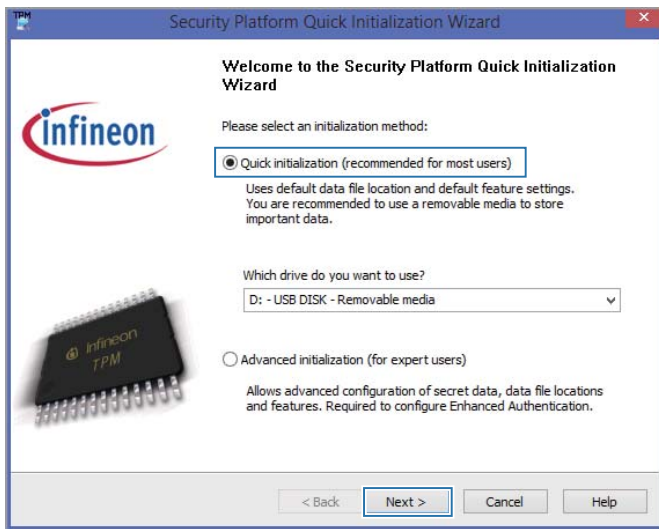 TPM
Security Platform Quick Initialization Wizard
Welcome to the Security Platform Quick Initialization
Wizard
infineon
Please select an initialization method:
Quick initialization (recommended for most users)
Uses default data file location and default feature settings.
You are recommended to use a removable media to store
important data.
Which drive do you want to use?
D: - USB DISK - Removable media
infineon
TPM
Advanced initialization (for expert users)
Allows advanced configuration of secret data, data file locations
and features. Required to configure Enhanced Authentication.
< Back
Next >
Cancel
Help